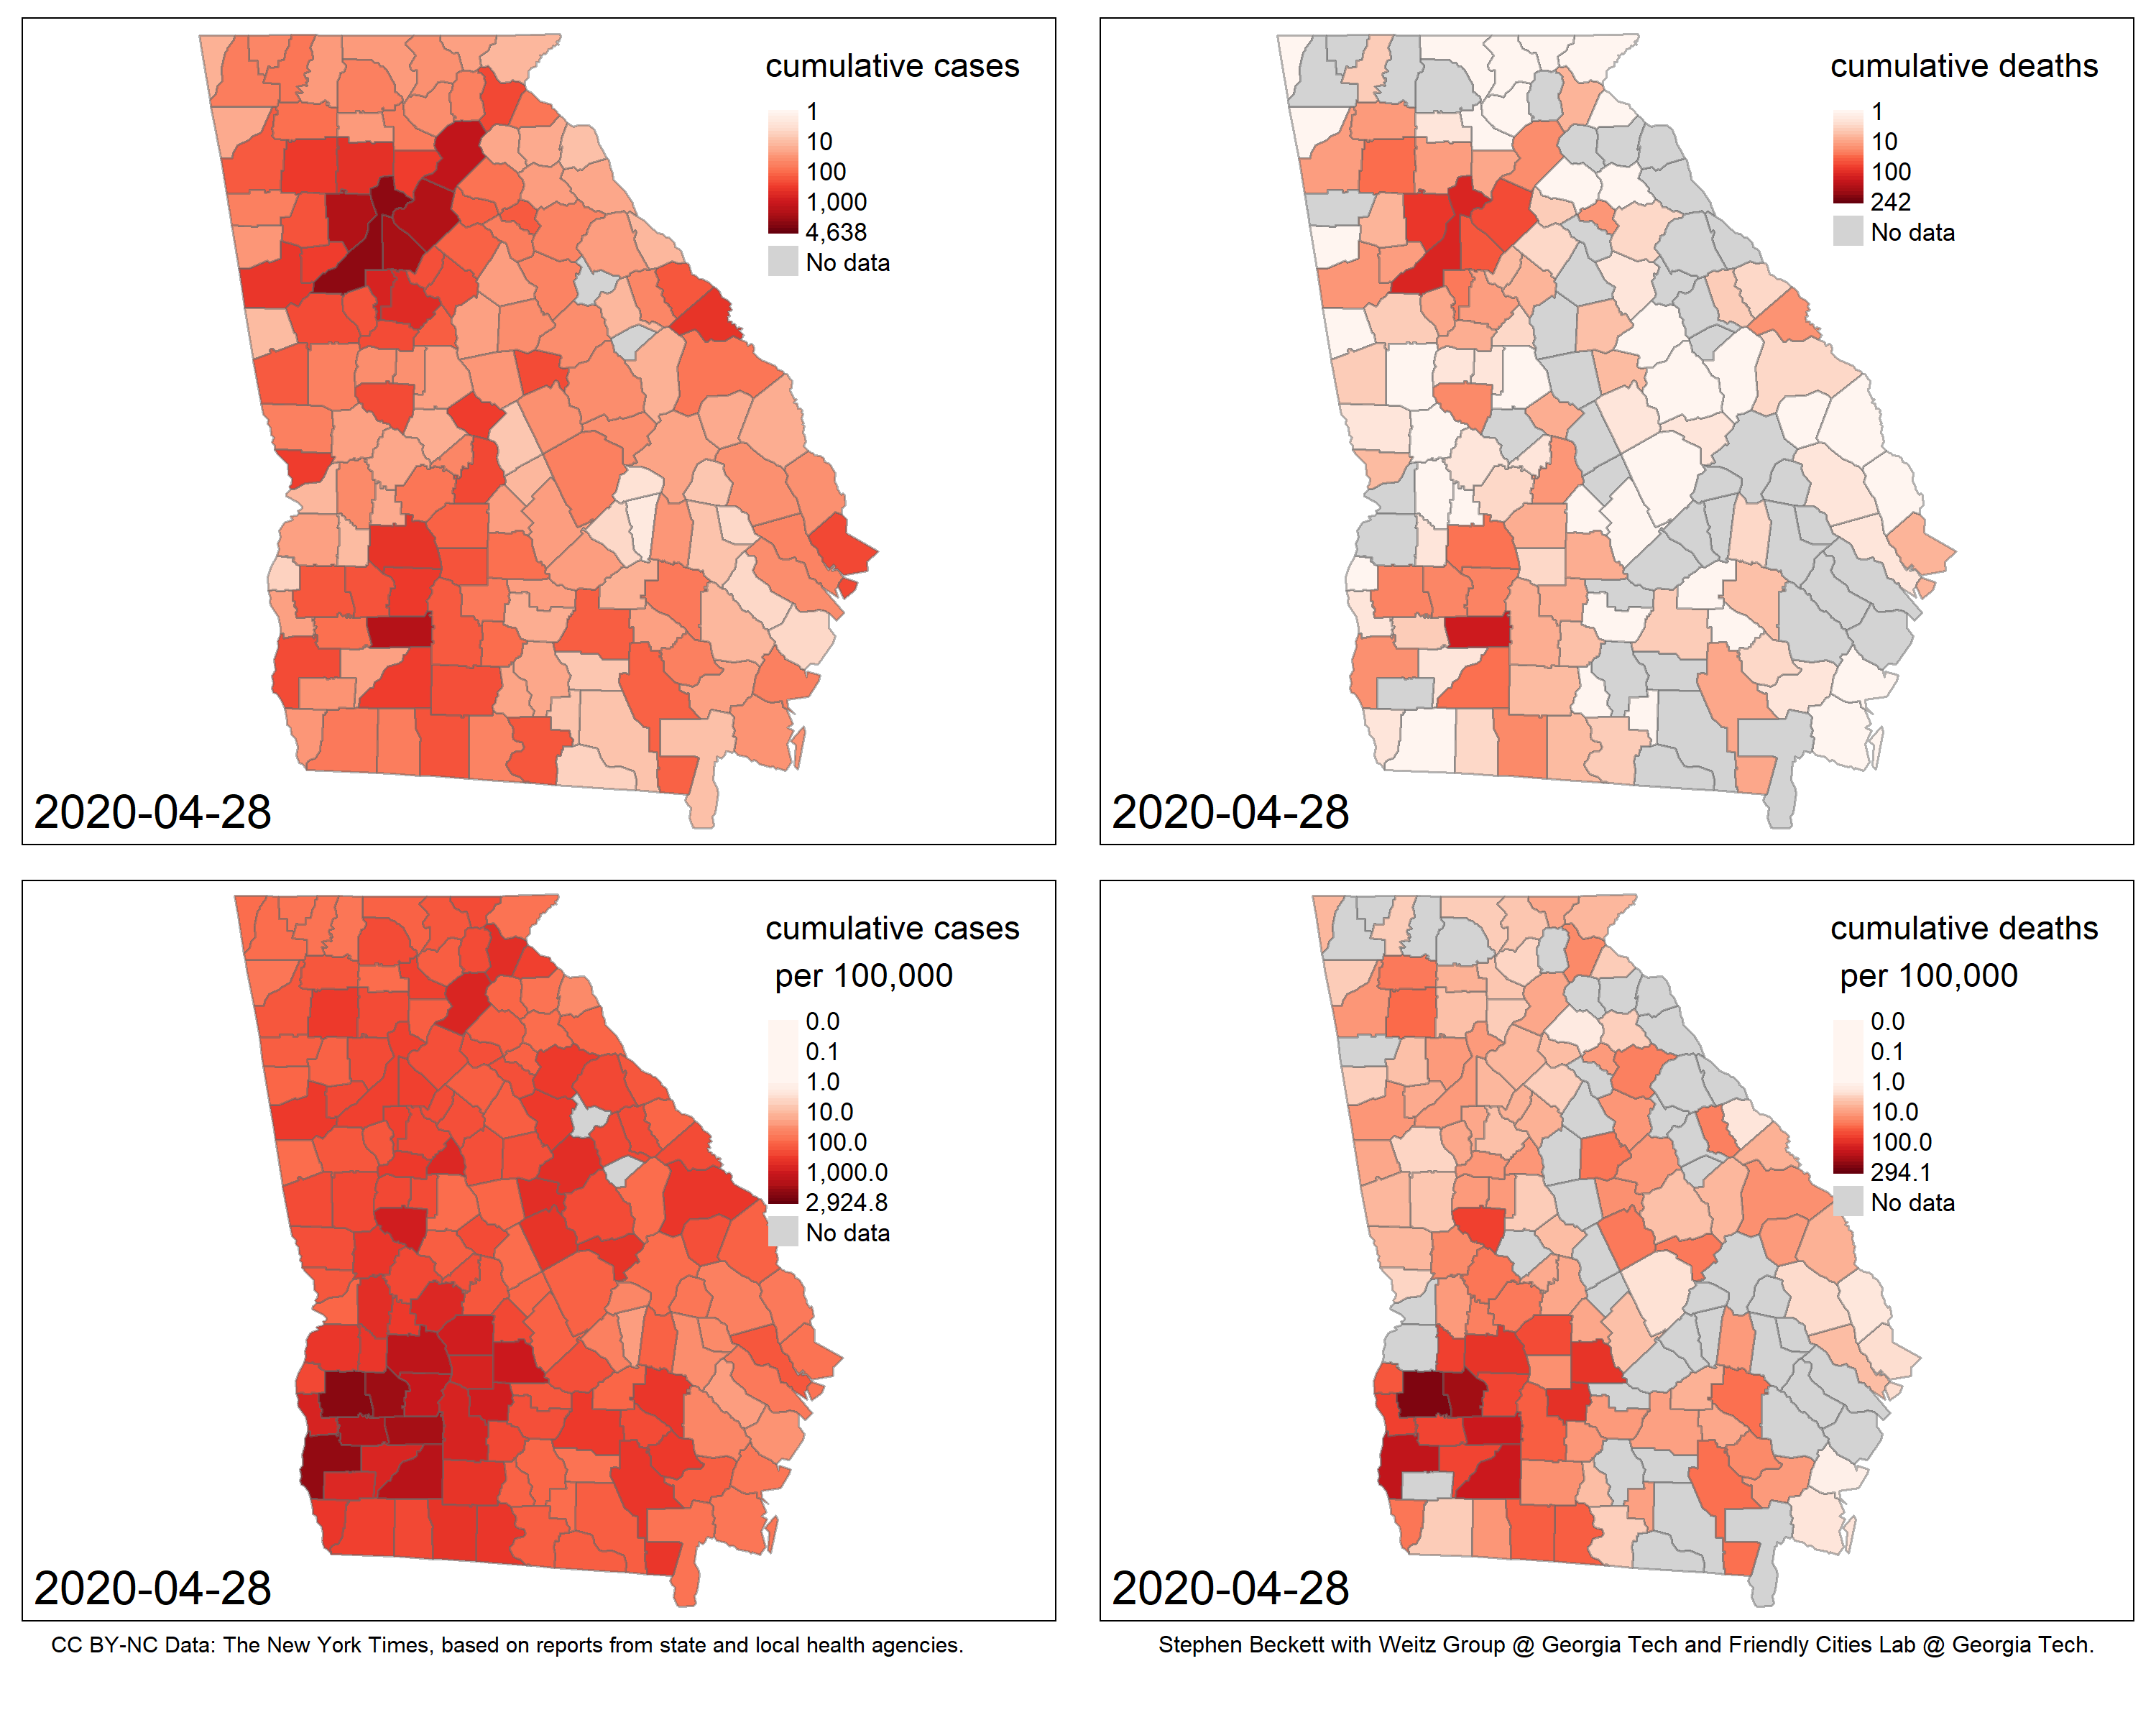 cumulative cases
1
10
100
1,000
4,638
No data
2020-04-28
cumulative deaths
1
10
100
242
No data
2020-04-28
cumulative cases
per 100,000
0.0
0.1
1.0
10.0
100.0
1,000.0
2,924.8
No data
2020-04-28
cumulative deaths
per 100,000
0.0
0.1
1.0
10.0
100.0
294.1
No data
2020-04-28
CC BY-NC Data: The New York Times, based on reports from state and local health agencies.
Stephen Beckett with Weitz Group @ Georgia Tech and Friendly Cities Lab @ Georgia Tech.